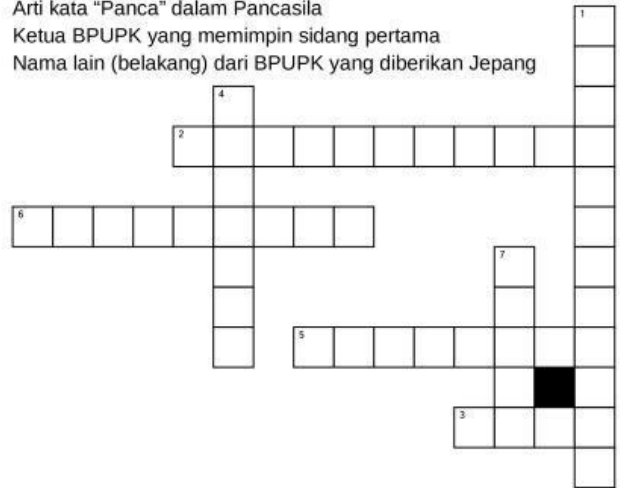 Arti kata “Panca” dalam Pancasila
Ketua BPUPK yang memimpin sidang pertama
Nama lain (belakang) dari BPUPK yang diberikan Jepang
1
4
2
6
7
5
3